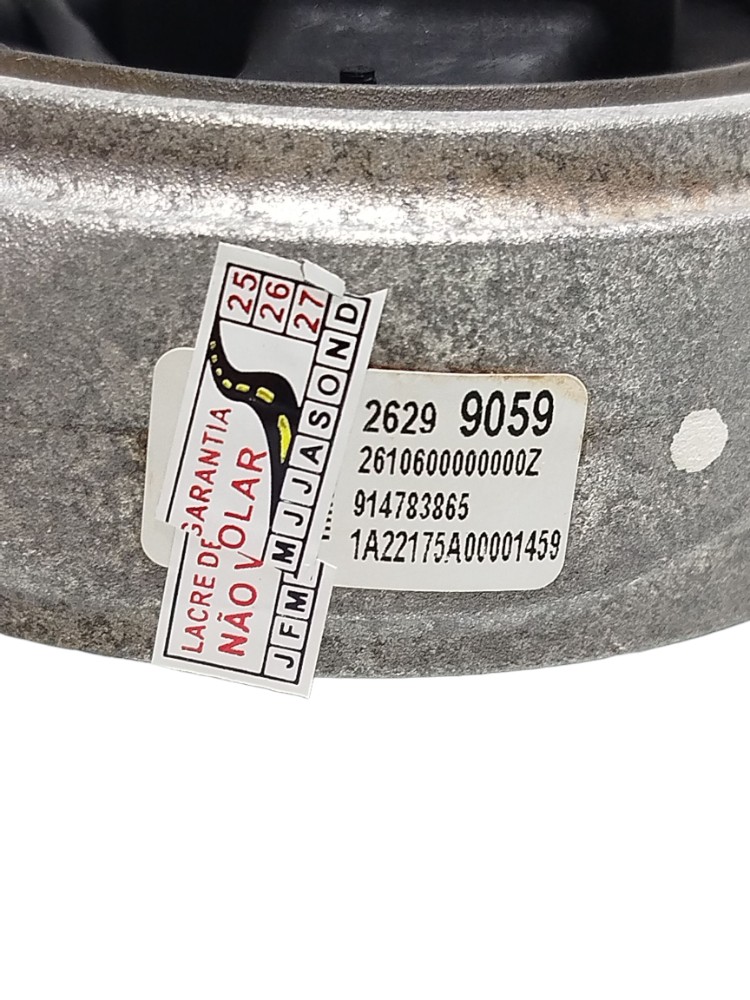 25
26
27
J F M A M J J A S O N D
LACRE DE GARANTIA
NÃO VOLAR
2629 9059
2610600000000Z
914783865
1A22175A00001459